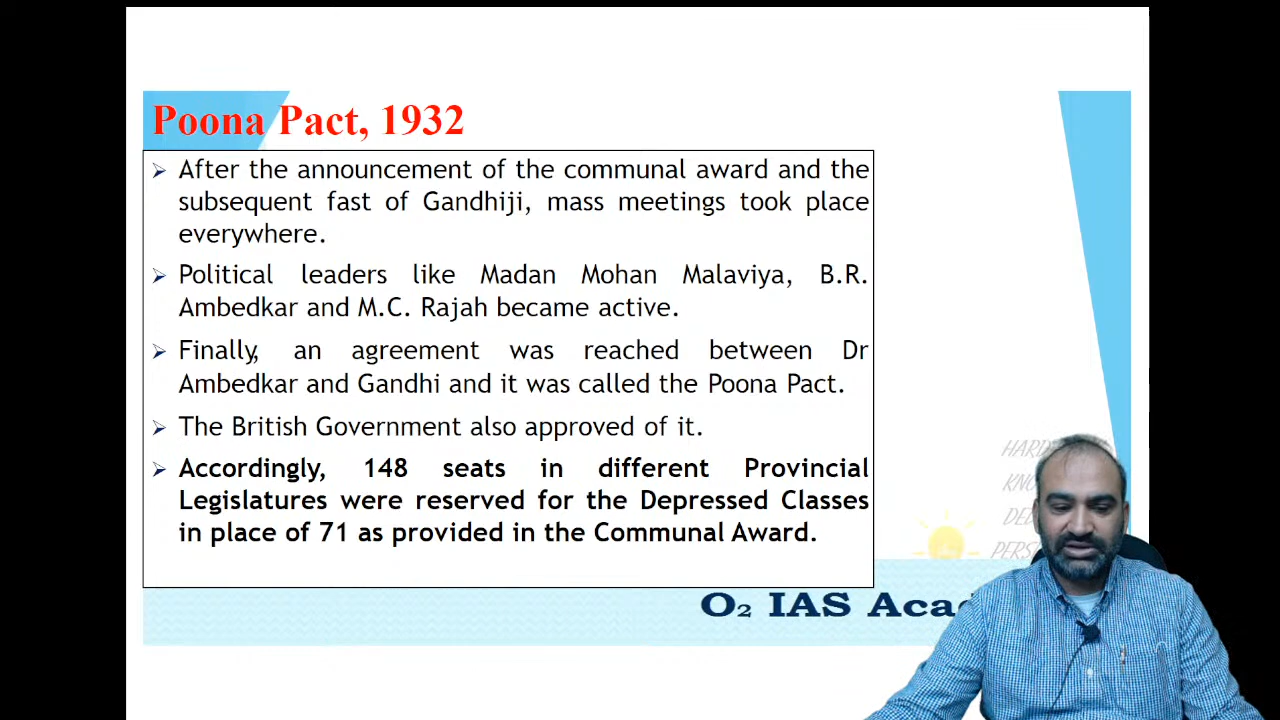 Poona Pact, 1932
➢ After the announcement of the communal award and the
subsequent fast of Gandhiji, mass meetings took place
everywhere.
➢ Political leaders like Madan Mohan Malaviya, B.R.
Ambedkar and M.C. Rajah became active.
➢ Finally, an agreement was reached between Dr
Ambedkar and Gandhi and it was called the Poona Pact.
➢ The British Government also approved of it.
➢ Accordingly, 148 seats in different Provincial
Legislatures were reserved for the Depressed Classes
in place of 71 as provided in the Communal Award.
HARD
O₂ IAS Acad